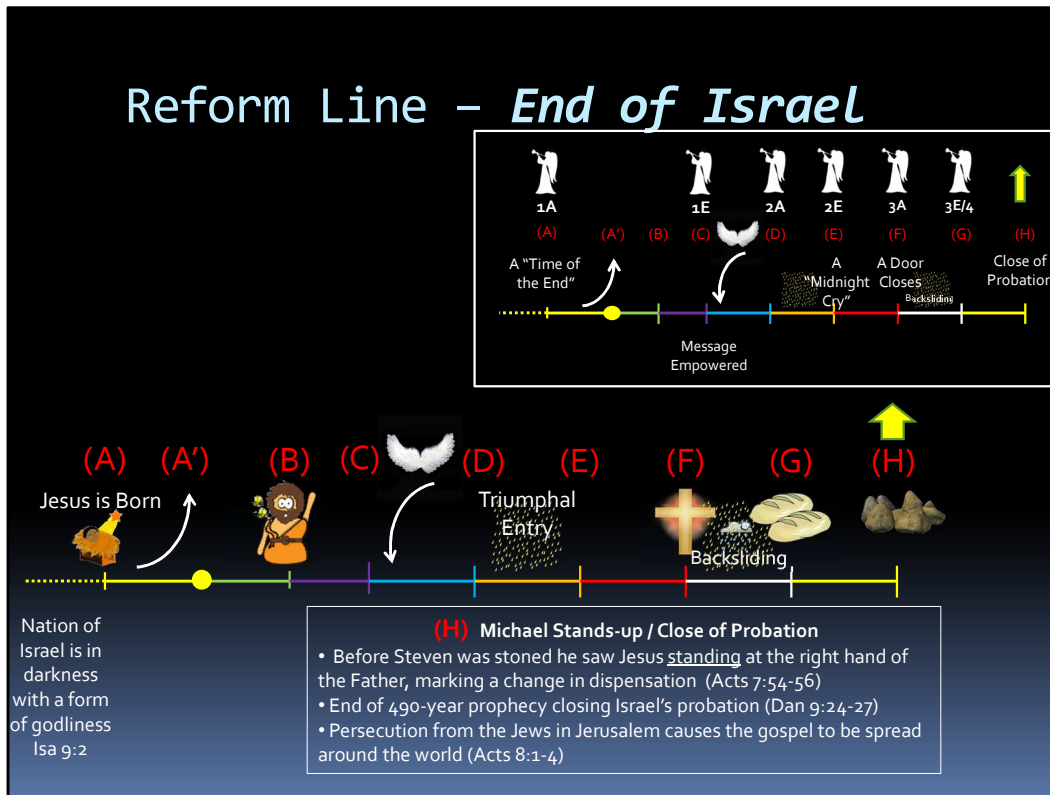 Reform Line – End of Israel
1A 1E 2A 2E 3A 3E/4
(A) (A') (B) (C) (D) (E) (F) (G) (H)
A "Time of
the End"
A
"Midnight
Cry"
A Door
Closes
Backsliding
Close of
Probation
Message
Empowered
(A) (A') (B) (C) (D) (E) (F) (G) (H)
Jesus is Born
Triumphal
Entry
Backsliding
Nation of
Israel is in
darkness
with a form
of godliness
Isa 9:2
(H) Michael Stands-up / Close of Probation
• Before Steven was stoned he saw Jesus standing at the right hand of
the Father, marking a change in dispensation (Acts 7:54-56)
• End of 490-year prophecy closing Israel's probation (Dan 9:24-27)
• Persecution from the Jews in Jerusalem causes the gospel to be spread
around the world (Acts 8:1-4)